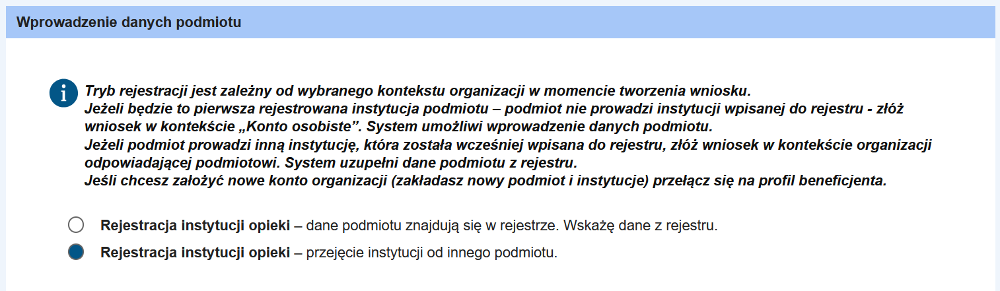 Wprowadzenie danych podmiotu
Tryb rejestracji jest zależny od wybranego kontekstu organizacji w momencie tworzenia wniosku.
Jeżeli będzie to pierwsza rejestrowana instytucja podmiotu – podmiot nie prowadzi instytucji wpisanej do rejestru - złóż
wniosek w kontekście „Konto osobiste”. System umożliwi wprowadzenie danych podmiotu.
Jeżeli podmiot prowadzi inną instytucję, która została wcześniej wpisana do rejestru, złóż wniosek w kontekście organizacji
odpowiadającej podmiotowi. System uzupełni dane podmiotu z rejestru.
Jeśli chcesz założyć nowe konto organizacji (zakładasz nowy podmiot i instytucje) przełącz się na profil beneficjenta.
Rejestracja instytucji opieki – dane podmiotu znajdują się w rejestrze. Wskażę dane z rejestru.
Rejestracja instytucji opieki – przejęcie instytucji od innego podmiotu.